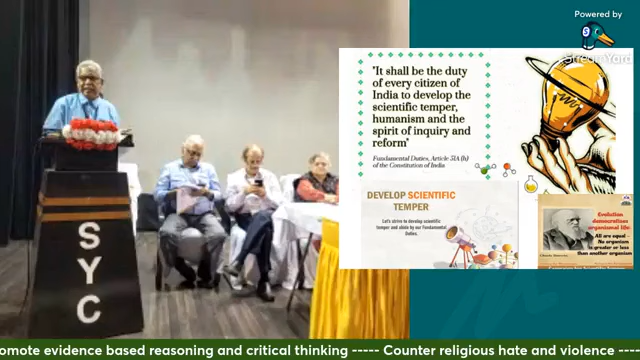 Powered by
StreamYard
"It shall be the duty
of every citizen of
India to develop the
scientific temper,
humanism and the
spirit of inquiry and
reform"
Fundamental Duties, Article 51A (h)
of the Constitution of India
DEVELOP SCIENTIFIC
TEMPER
Let's strive to develop scientific
temper and abide by our Fundamental
Duties.
Evolution
democratises
organismal life.
All are equal –
No organism
is greater or less
than another organism
S
Y
C
omote evidence based reasoning and critical thinking ----- Counter religious hate and violence ----